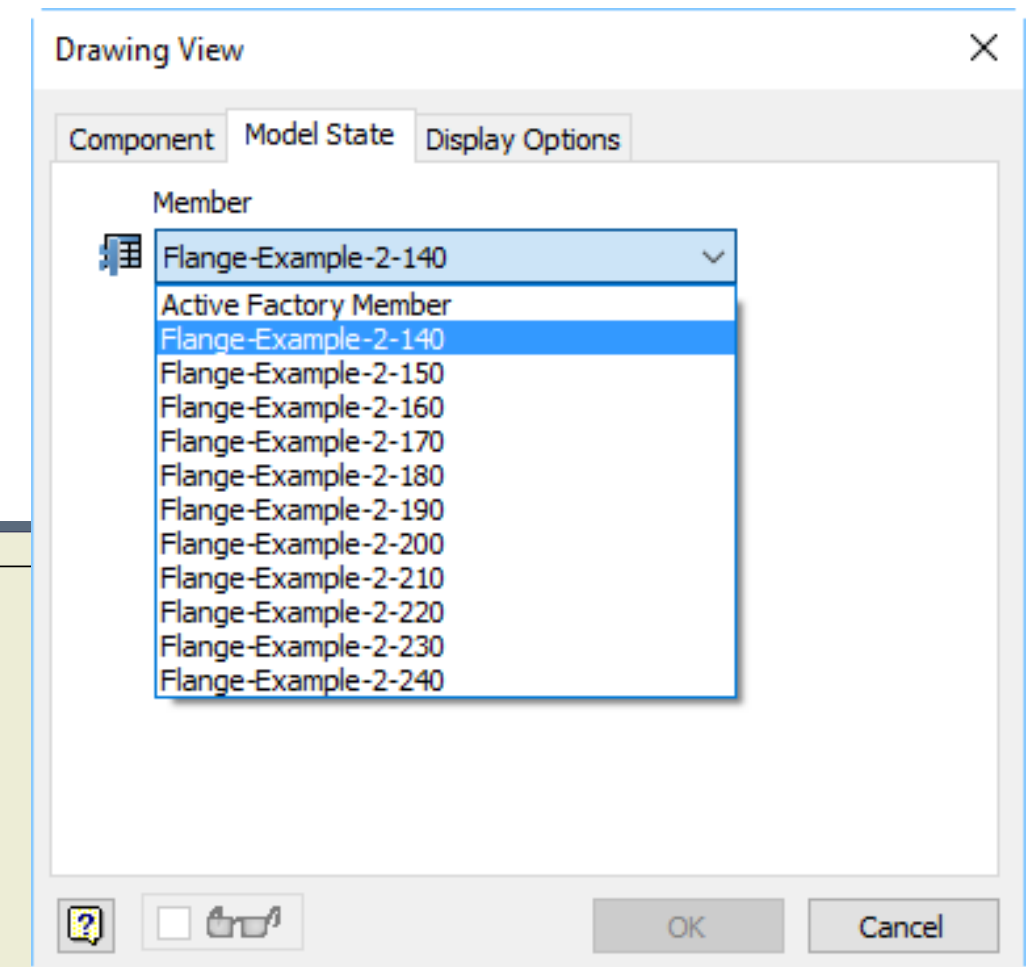 Drawing View
Component Model State Display Options
Member
Flange-Example-2-140
Active Factory Member
Flange-Example-2-140
Flange-Example-2-150
Flange-Example-2-160
Flange-Example-2-170
Flange-Example-2-180
Flange-Example-2-190
Flange-Example-2-200
Flange-Example-2-210
Flange-Example-2-220
Flange-Example-2-230
Flange-Example-2-240
? OK Cancel